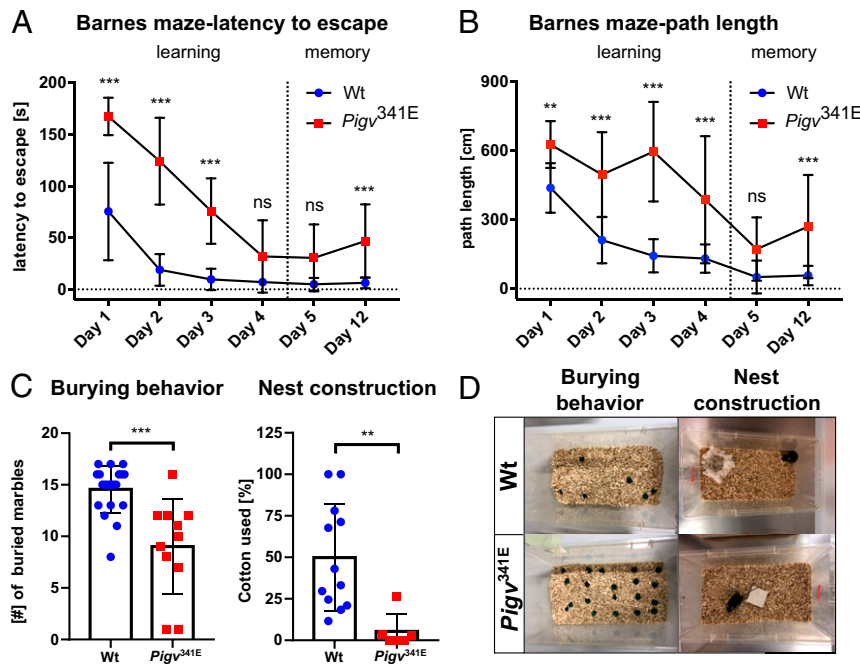 A
Barnes maze-latency to escape
learning
memory
latency to escape [s]
200
150
100
50
0
***
***
***
ns
ns
***
Wt
Pigv341E
Day 1
Day 2
Day 3
Day 4
Day 5
Day 12
B
Barnes maze-path length
learning
memory
path length [cm]
900
600
300
0
**
***
***
***
ns
***
Wt
Pigv341E
Day 1
Day 2
Day 3
Day 4
Day 5
Day 12
C
Burying behavior
[#] of buried marbles
20
15
10
5
0
***
Wt
Pigv341E
Nest construction
Cotton used [%]
125
100
75
50
25
0
**
Wt
Pigv341E
D
Burying
behavior
Nest
construction
Wt
Pigv341E